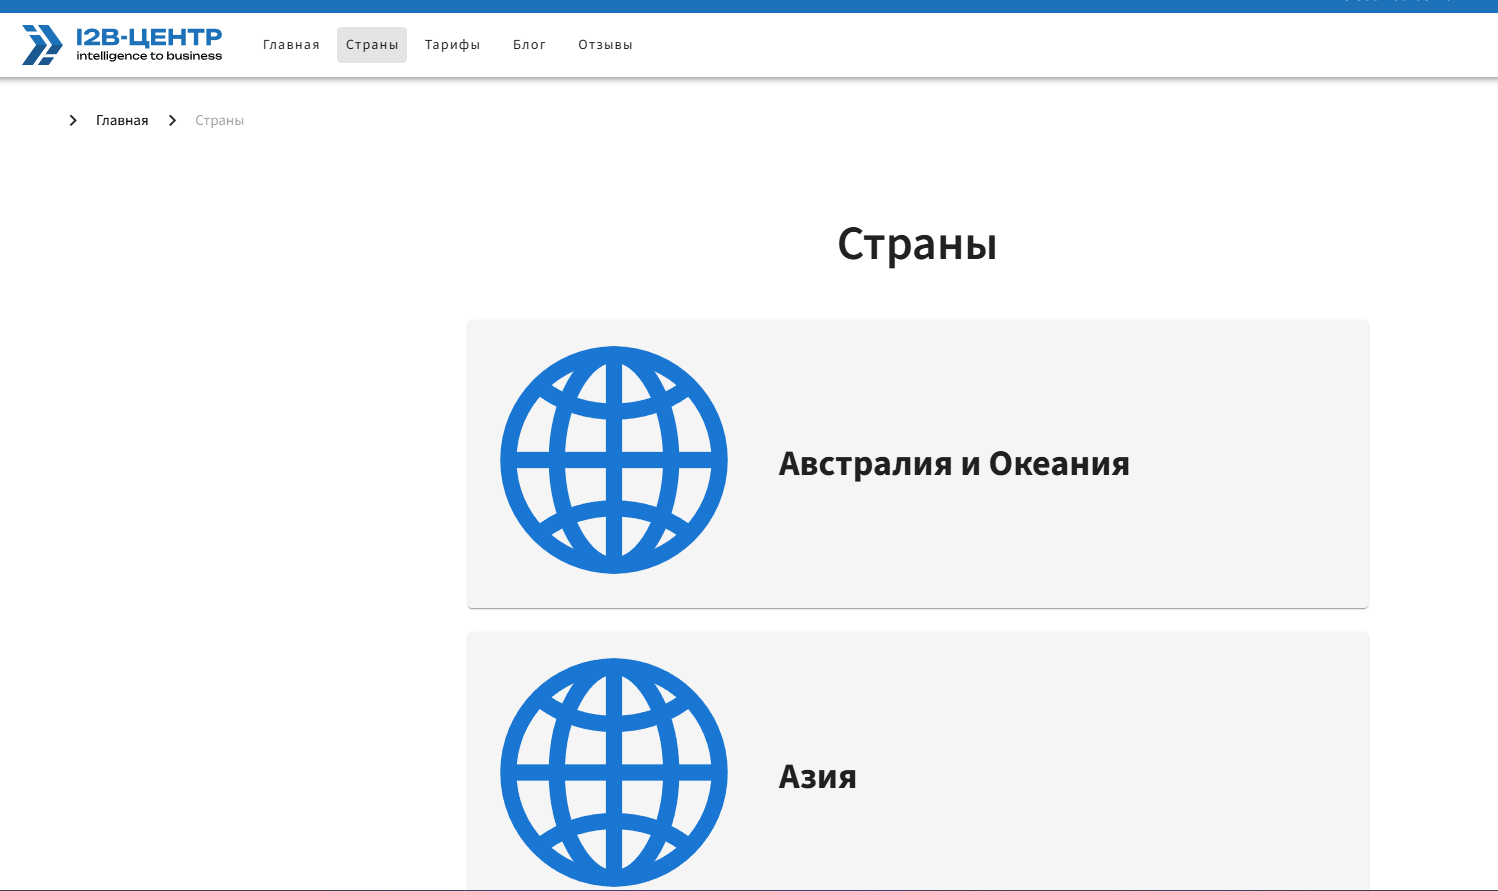 I2B-ЦЕНТР
intelligence to business
Главная Страны Тарифы Блог Отзывы
Главная Страны
Страны
Австралия и Океания
Азия